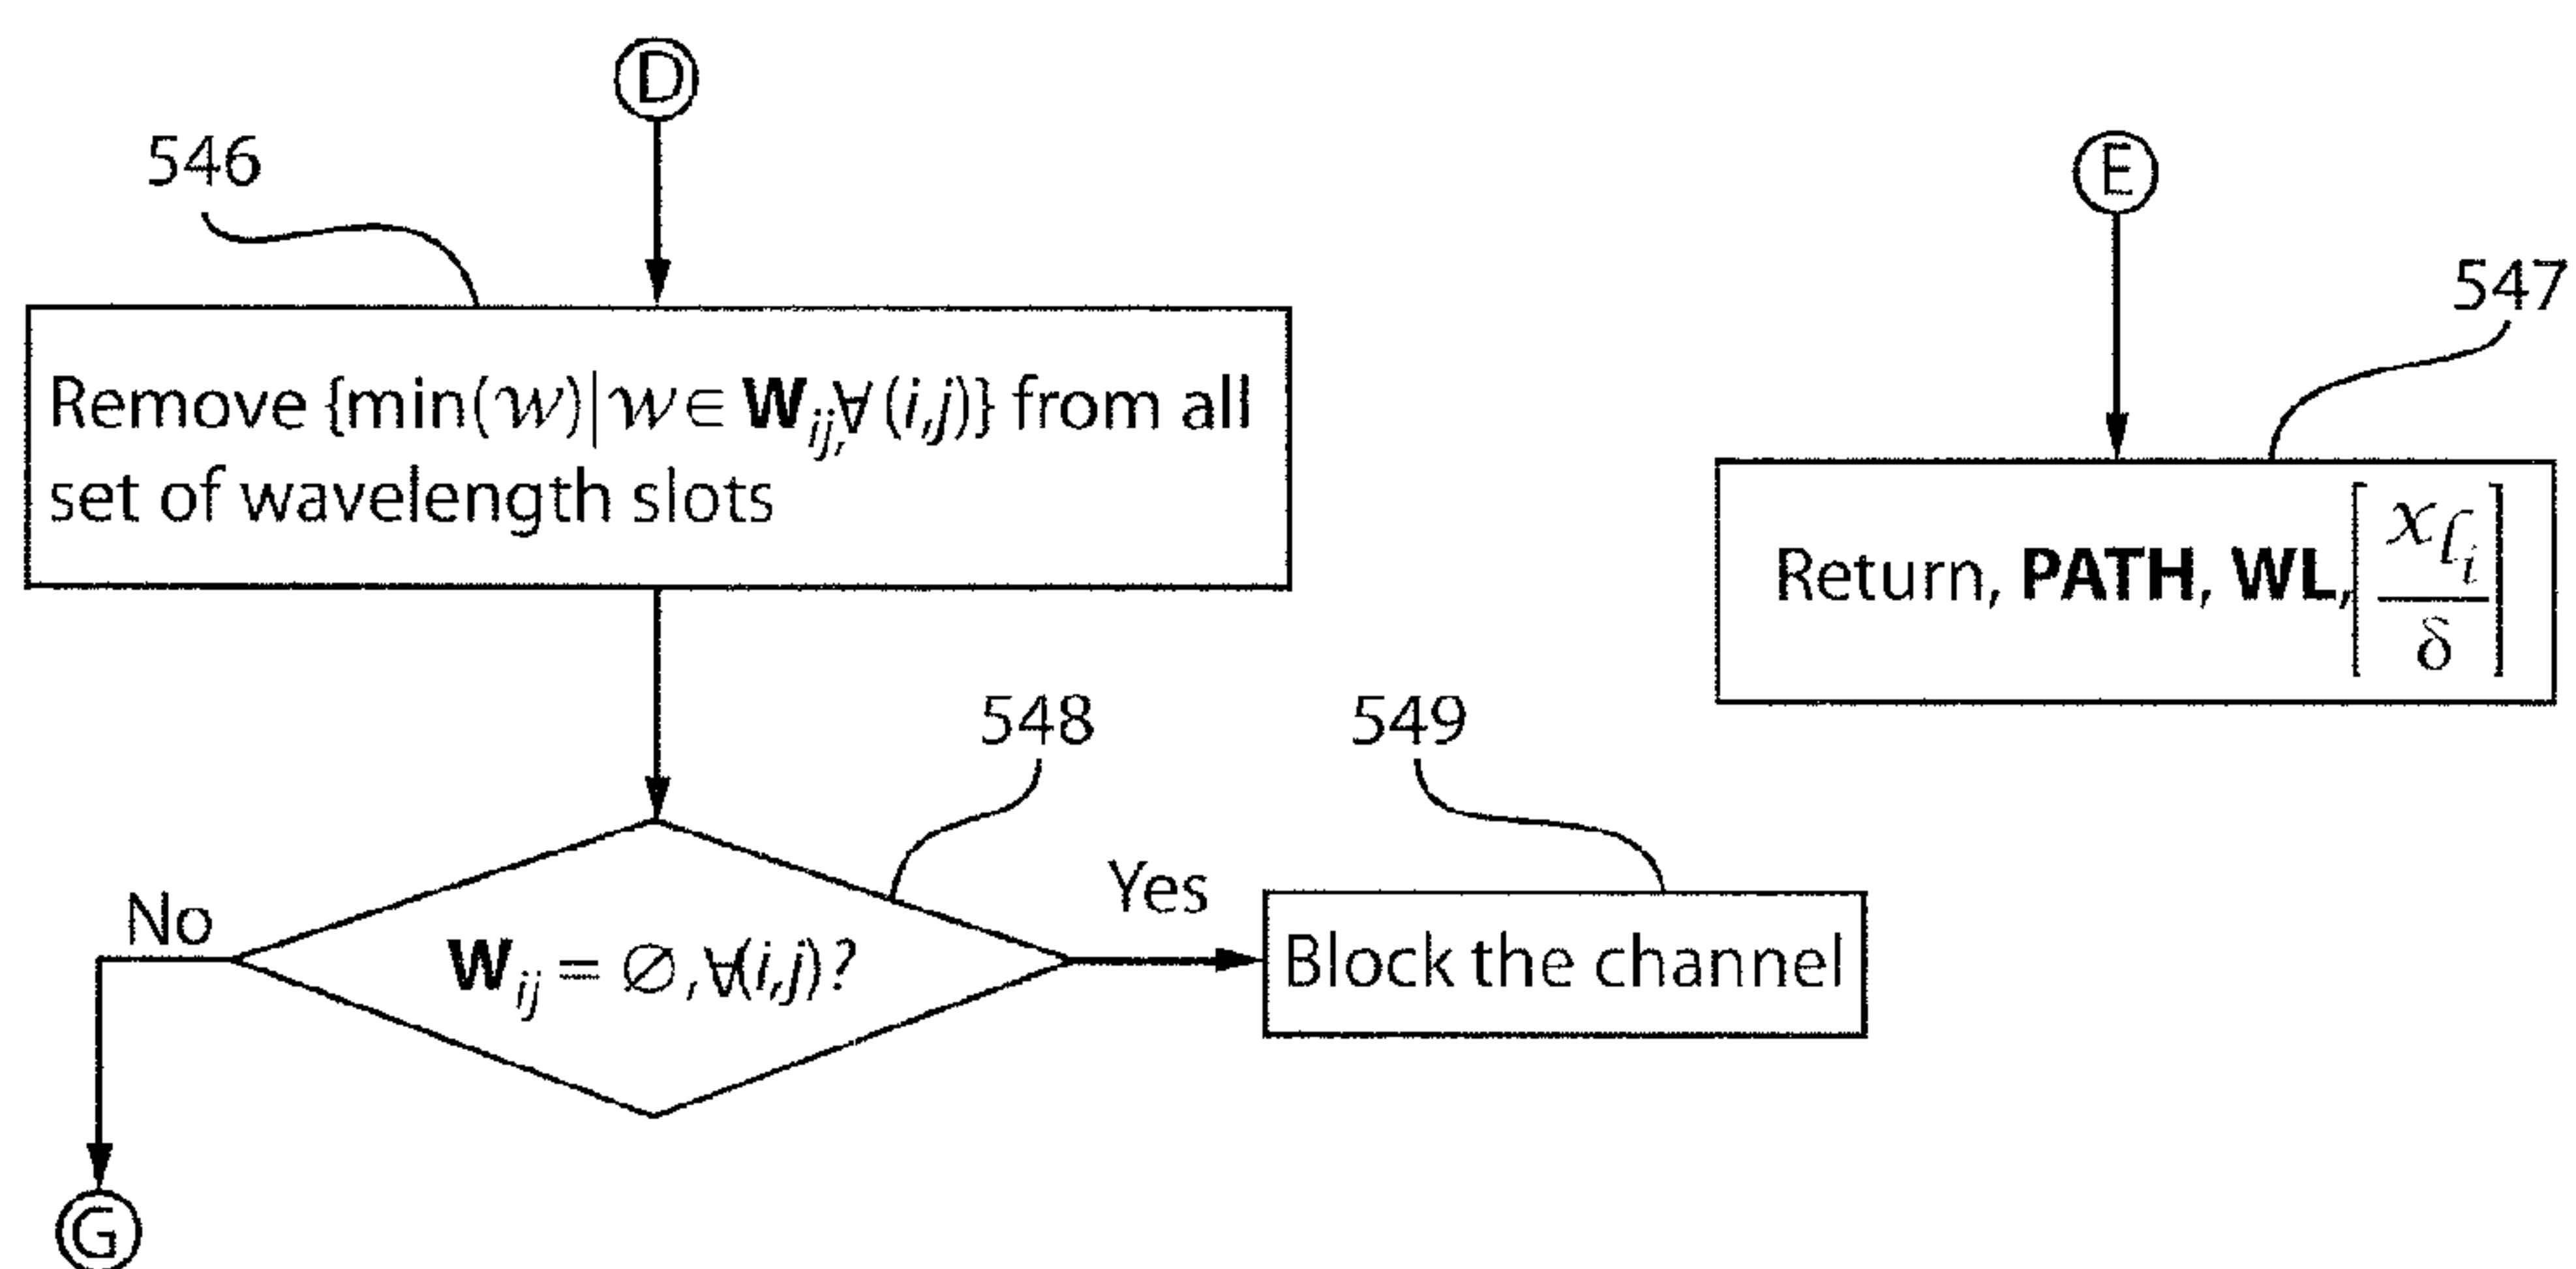 D
546
Remove {min(𝓌)|𝓌∈ W_ij,∀(i,j)} from all
set of wavelength slots
E
547
Return, PATH, WL, ⌈x_{l_i}/δ⌉
548
549
No
W_ij = ∅,∀(i,j)?
Yes
Block the channel
G